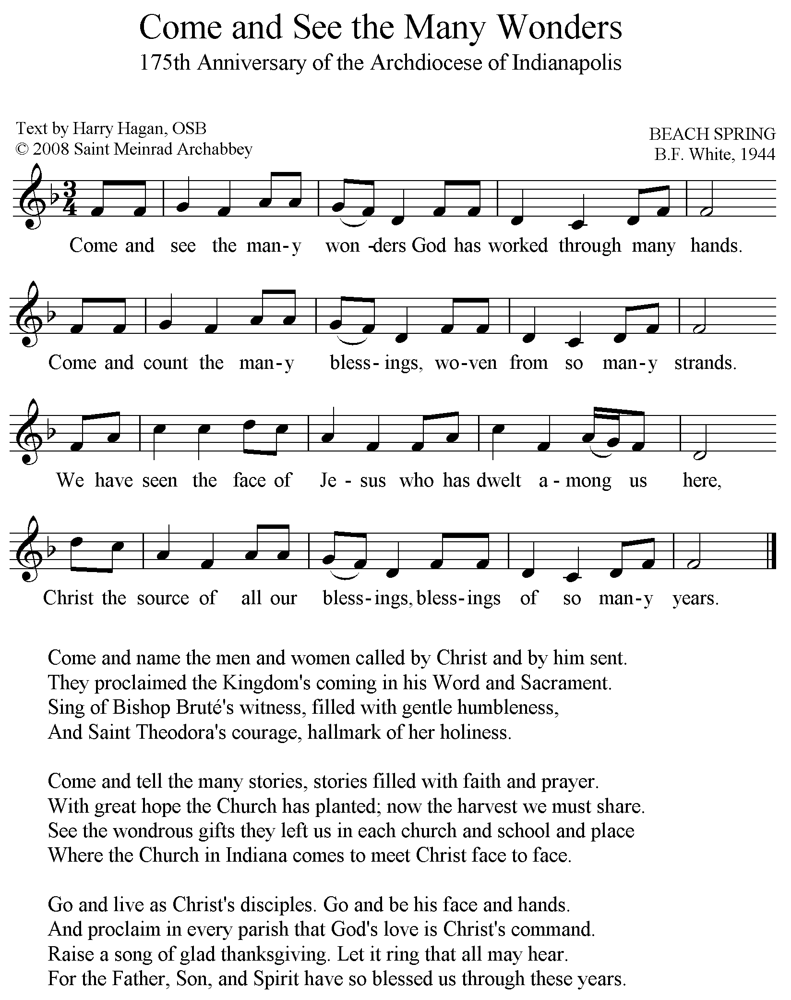 Come and See the Many Wonders
175th Anniversary of the Archdiocese of Indianapolis
Text by Harry Hagan, OSB
© 2008 Saint Meinrad Archabbey
BEACH SPRING
B.F. White, 1944
3
4
Come and see the man-y won -ders God has worked through many hands.
Come and count the man-y bless- ings, wo-ven from so man-y strands.
We have seen the face of Je - sus who has dwelt a - mong us here,
Christ the source of all our bless-ings, bless-ings of so man-y years.
Come and name the men and women called by Christ and by him sent.
They proclaimed the Kingdom's coming in his Word and Sacrament.
Sing of Bishop Bruté's witness, filled with gentle humbleness,
And Saint Theodora's courage, hallmark of her holiness.
Come and tell the many stories, stories filled with faith and prayer.
With great hope the Church has planted; now the harvest we must share.
See the wondrous gifts they left us in each church and school and place
Where the Church in Indiana comes to meet Christ face to face.
Go and live as Christ's disciples. Go and be his face and hands.
And proclaim in every parish that God's love is Christ's command.
Raise a song of glad thanksgiving. Let it ring that all may hear.
For the Father, Son, and Spirit have so blessed us through these years.